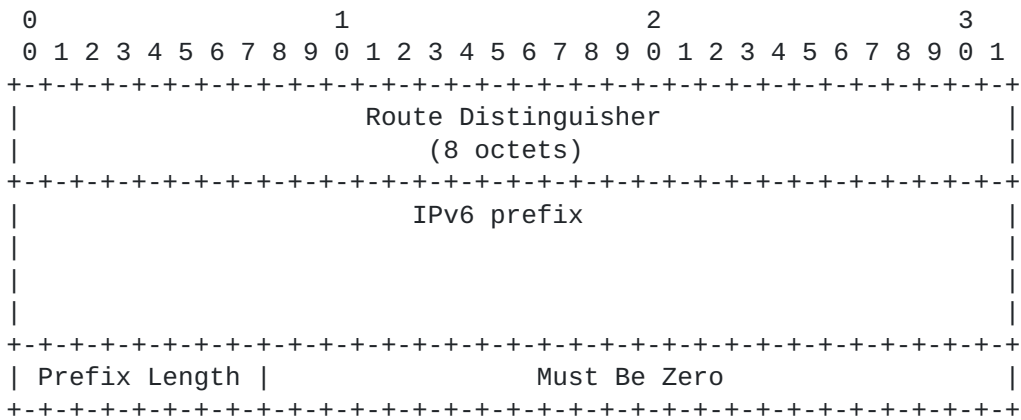 0                   1                   2                   3
 0 1 2 3 4 5 6 7 8 9 0 1 2 3 4 5 6 7 8 9 0 1 2 3 4 5 6 7 8 9 0 1
+-+-+-+-+-+-+-+-+-+-+-+-+-+-+-+-+-+-+-+-+-+-+-+-+-+-+-+-+-+-+-+-+
|                      Route Distinguisher                      |
|                          (8 octets)                           |
+-+-+-+-+-+-+-+-+-+-+-+-+-+-+-+-+-+-+-+-+-+-+-+-+-+-+-+-+-+-+-+-+
|                         IPv6 prefix                           |
|                                                               |
|                                                               |
|                                                               |
+-+-+-+-+-+-+-+-+-+-+-+-+-+-+-+-+-+-+-+-+-+-+-+-+-+-+-+-+-+-+-+-+
| Prefix Length |                 Must Be Zero                  |
+-+-+-+-+-+-+-+-+-+-+-+-+-+-+-+-+-+-+-+-+-+-+-+-+-+-+-+-+-+-+-+-+